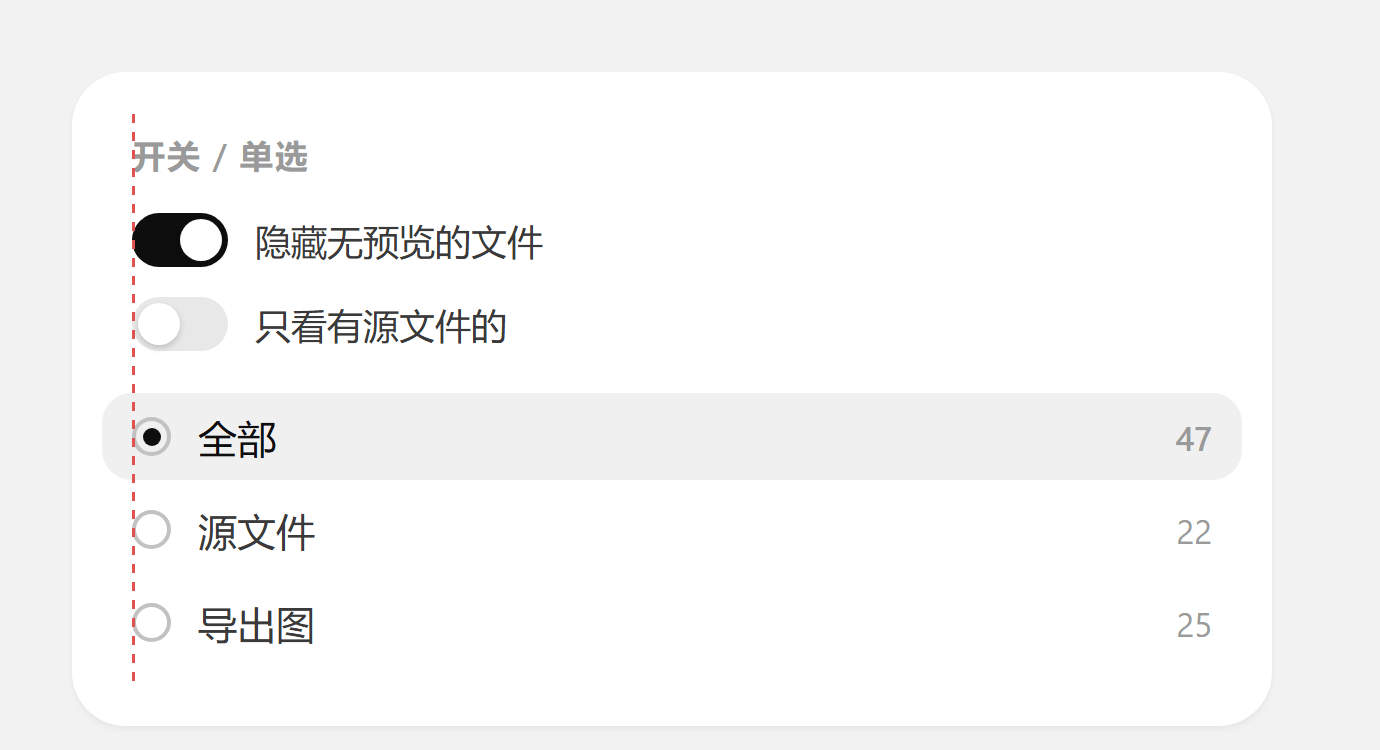 开关 / 单选
隐藏无预览的文件
只看有源文件的
全部 47
源文件 22
导出图 25